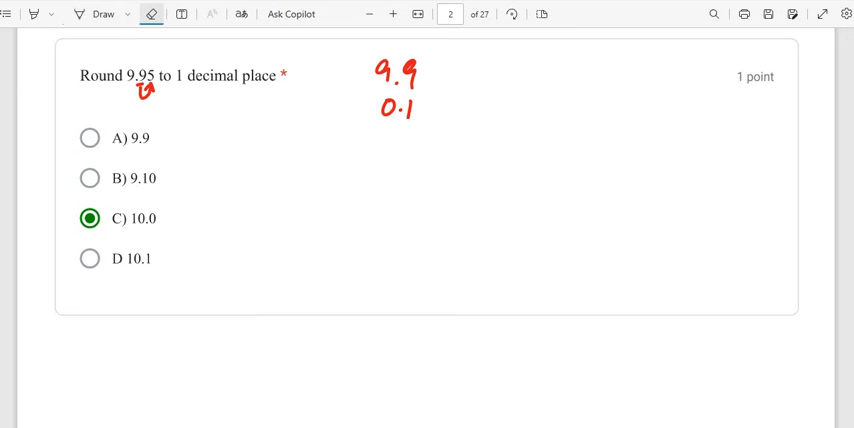 Draw
Ask Copilot
2 of 27
Round 9.95 to 1 decimal place *
1 point
9.9
0.1
A) 9.9
B) 9.10
C) 10.0
D 10.1